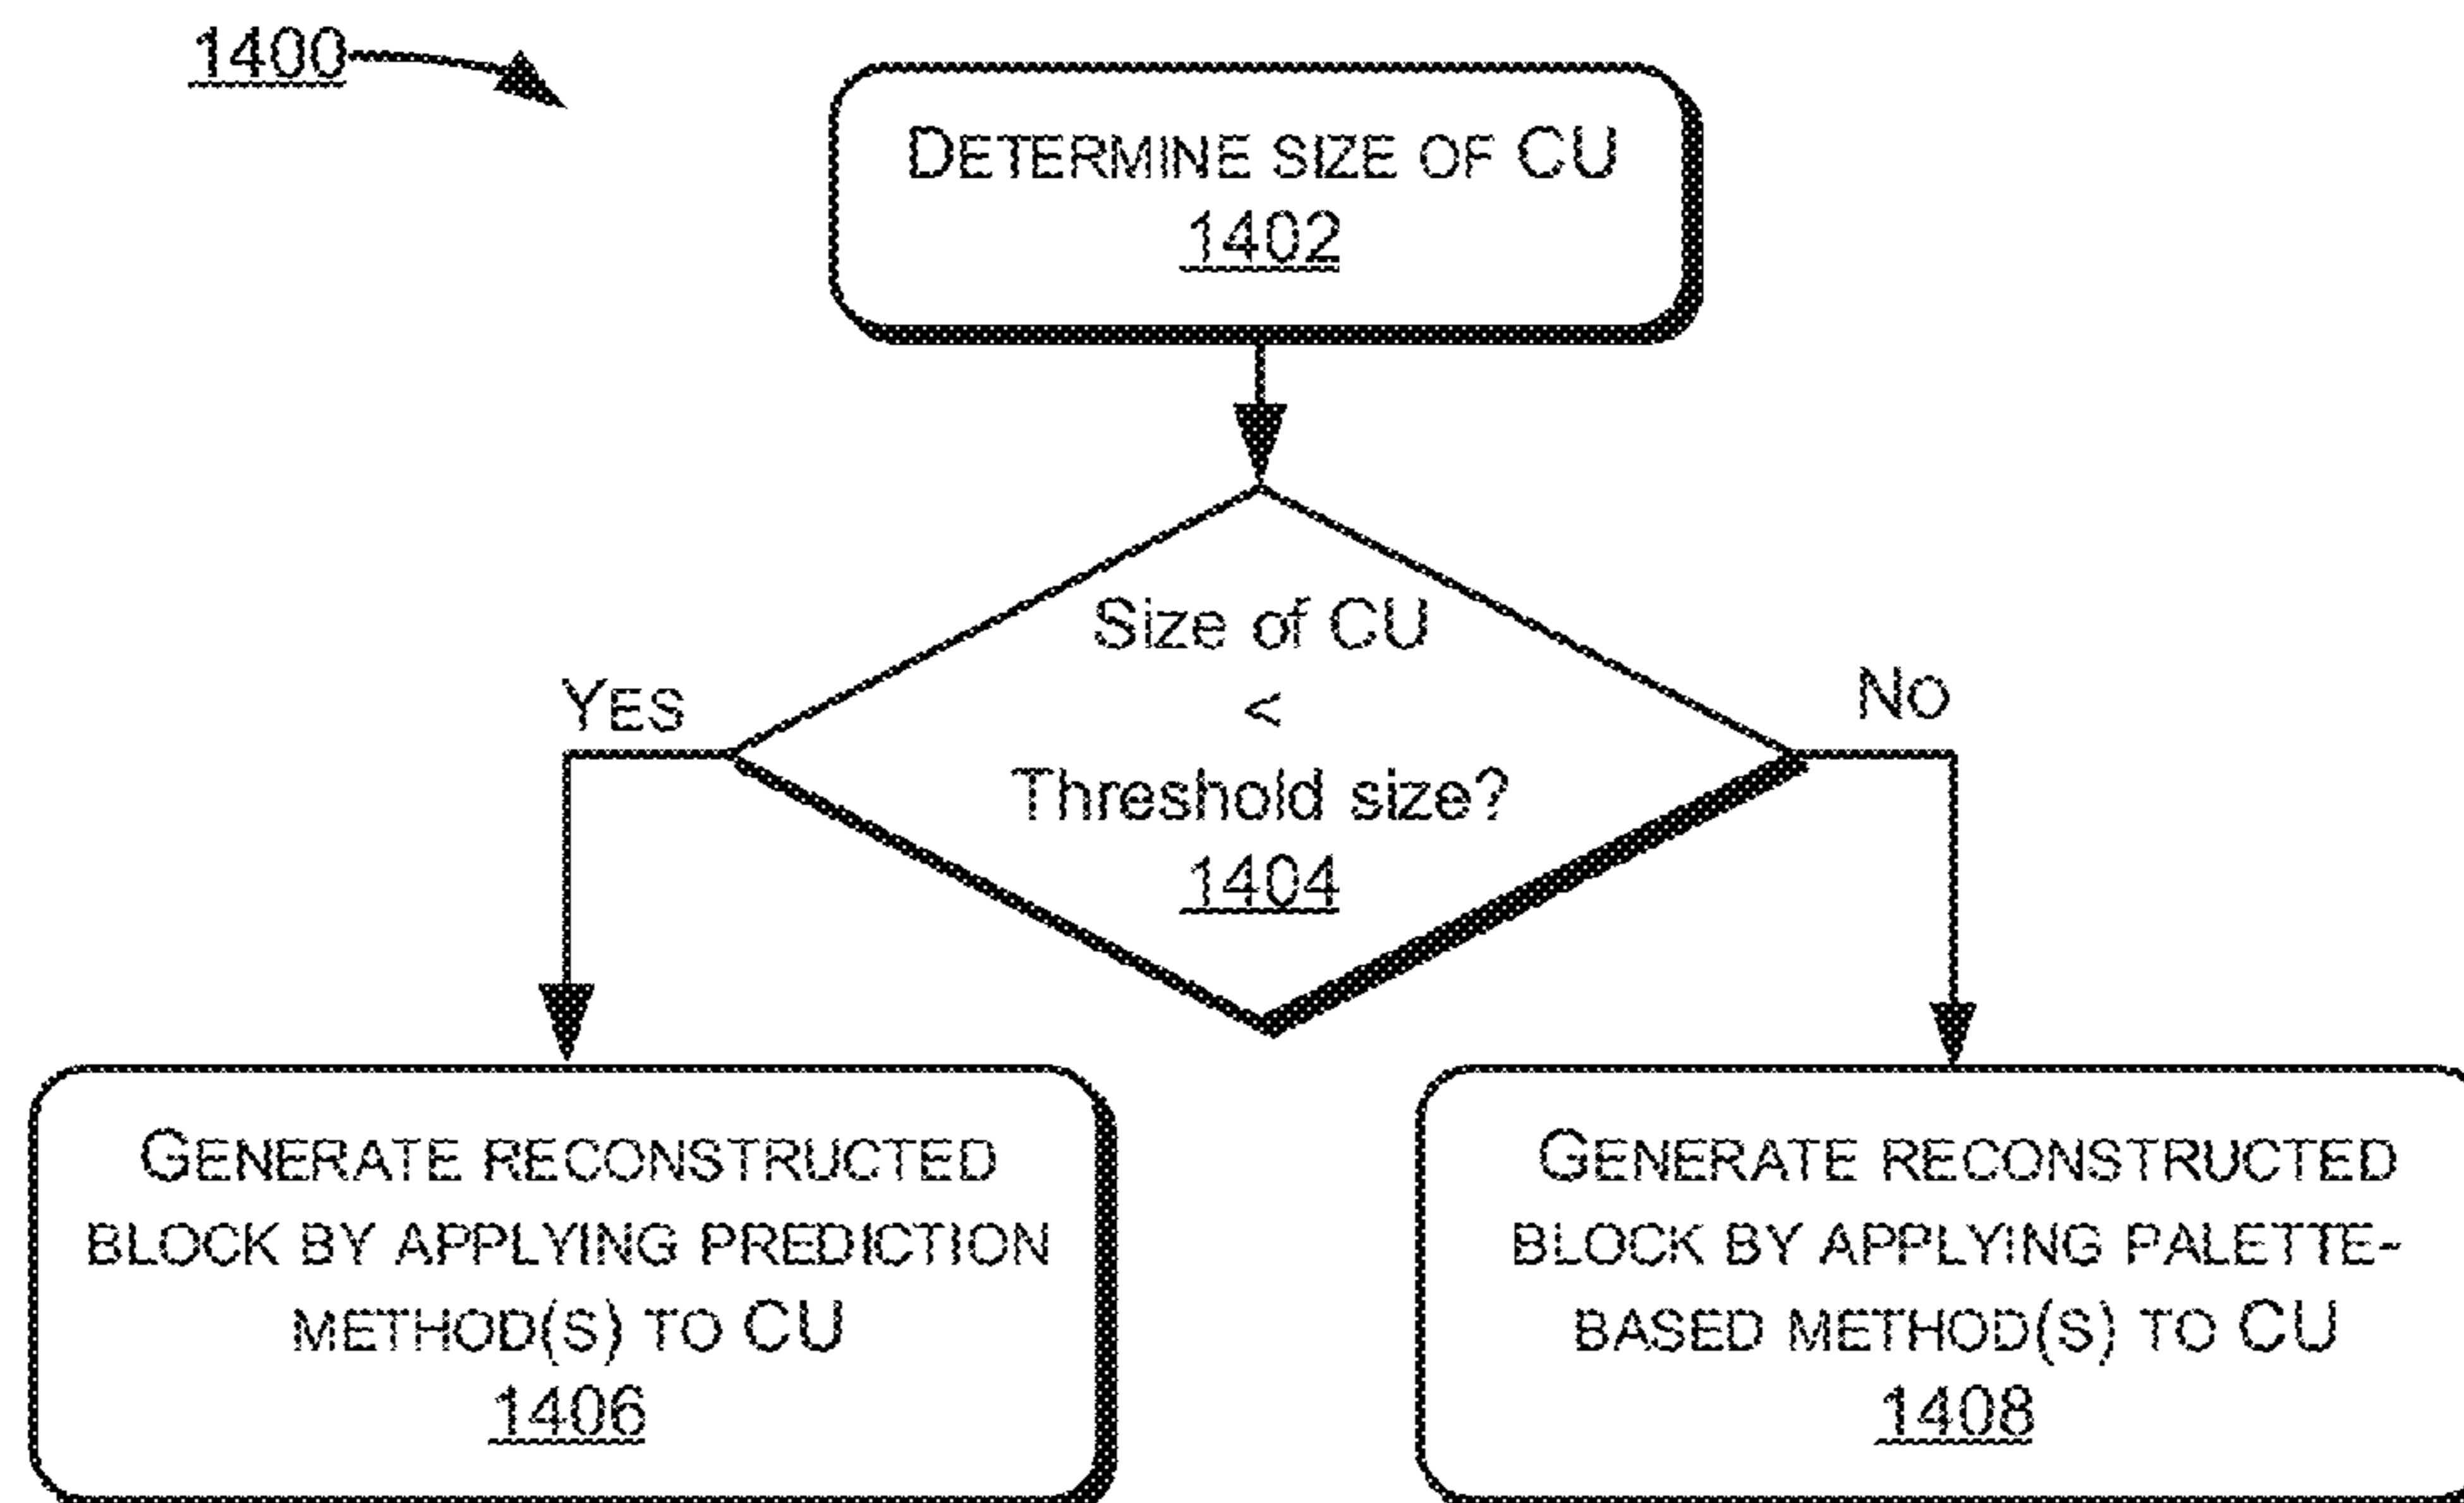 1400
DETERMINE SIZE OF CU
1402
Size of CU
<
Threshold size?
1404
YES
NO
GENERATE RECONSTRUCTED
BLOCK BY APPLYING PREDICTION
METHOD(S) TO CU
1406
GENERATE RECONSTRUCTED
BLOCK BY APPLYING PALETTE-
BASED METHOD(S) TO CU
1408